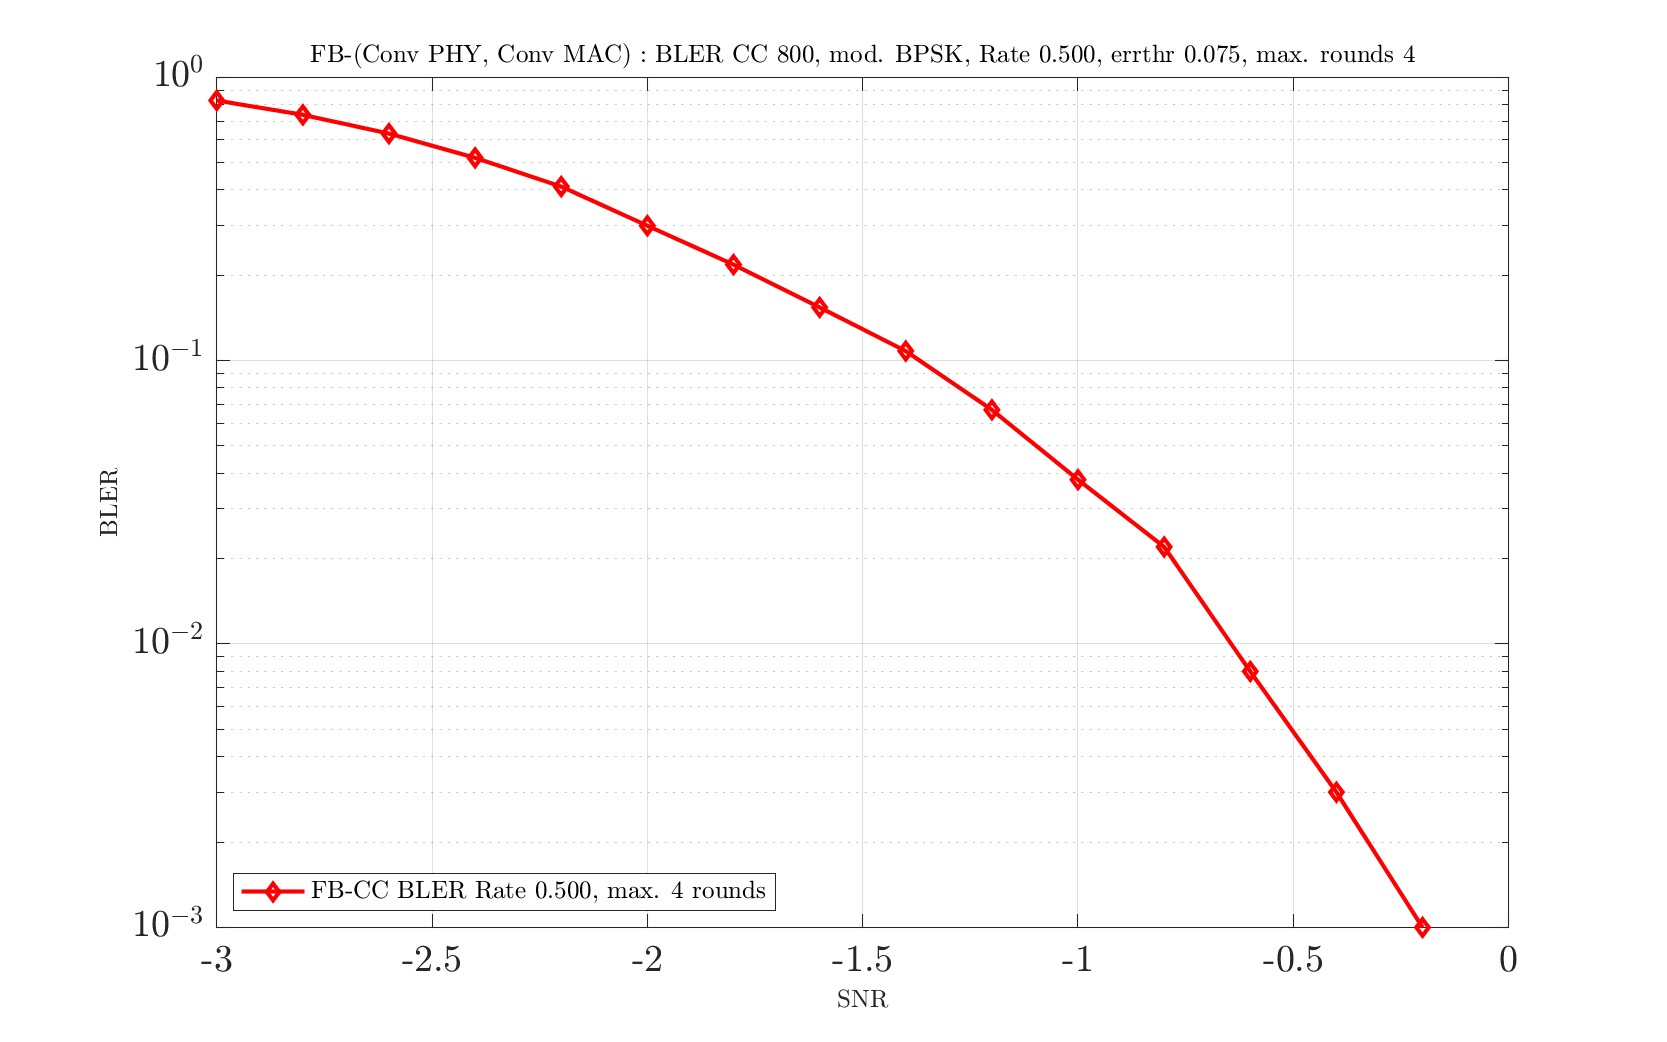 FB-(Conv PHY, Conv MAC) : BLER CC 800, mod. BPSK, Rate 0.500, errthr 0.075, max. rounds 4
10^0
10^-1
10^-2
10^-3
BLER
FB-CC BLER Rate 0.500, max. 4 rounds
-3 -2.5 -2 -1.5 -1 -0.5 0
SNR